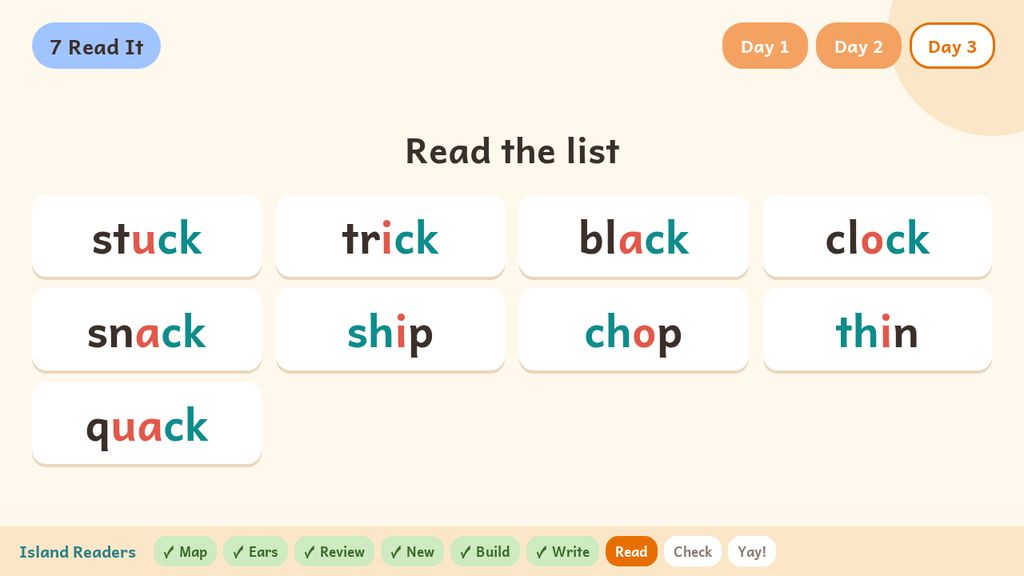 7 Read It
Day 1 Day 2 Day 3
Read the list
stuck trick black clock
snack ship chop thin
quack
Island Readers ✓ Map ✓ Ears ✓ Review ✓ New ✓ Build ✓ Write Read Check Yay!